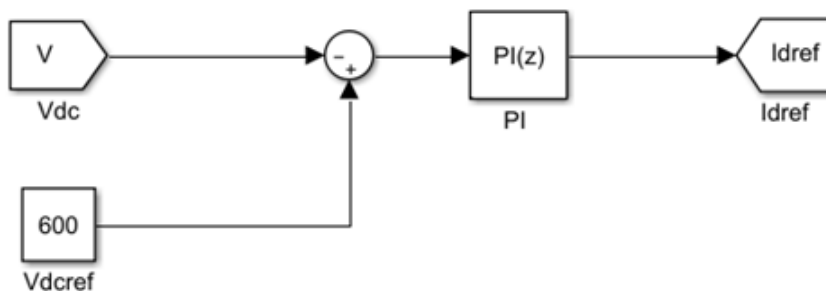 V
Vdc
−
+
PI(z)
PI
Idref
Idref
600
Vdcref